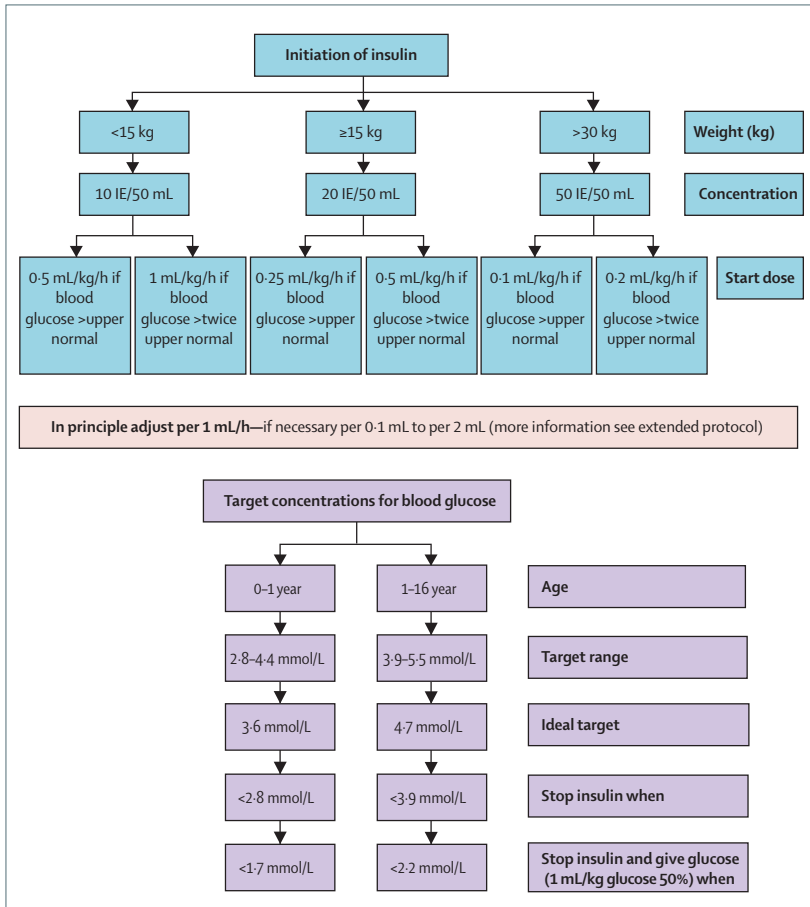 Initiation of insulin
<15 kg
≥15 kg
>30 kg
Weight (kg)
10 IE/50 mL
20 IE/50 mL
50 IE/50 mL
Concentration
0·5 mL/kg/h if
blood
glucose >upper
normal
1 mL/kg/h if
blood
glucose >twice
upper normal
0·25 mL/kg/h if
blood
glucose >upper
normal
0·5 mL/kg/h if
blood
glucose >twice
upper normal
0·1 mL/kg/h if
blood
glucose >upper
normal
0·2 mL/kg/h if
blood
glucose >twice
upper normal
Start dose
In principle adjust per 1 mL/h—if necessary per 0·1 mL to per 2 mL (more information see extended protocol)
Target concentrations for blood glucose
0–1 year
1–16 year
Age
2·8–4·4 mmol/L
3·9–5·5 mmol/L
Target range
3·6 mmol/L
4·7 mmol/L
Ideal target
<2·8 mmol/L
<3·9 mmol/L
Stop insulin when
<1·7 mmol/L
<2·2 mmol/L
Stop insulin and give glucose
(1 mL/kg glucose 50%) when